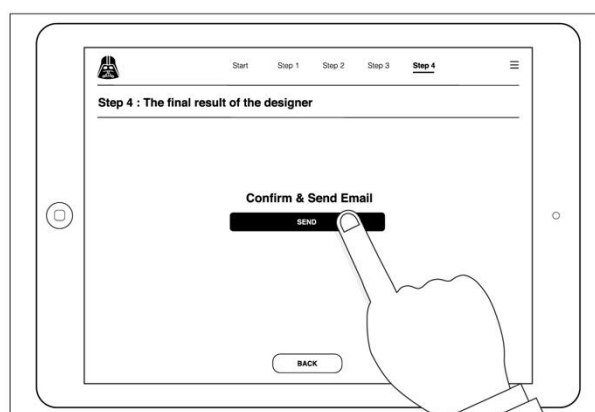 Start Step 1 Step 2 Step 3 Step 4
Step 4 : The final result of the designer
Confirm & Send Email
SEND
BACK